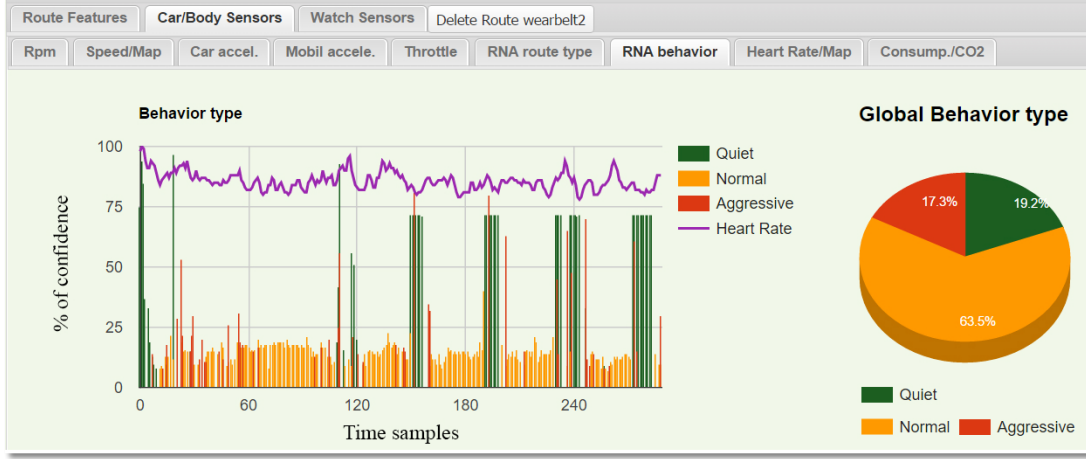 Route Features Car/Body Sensors Watch Sensors Delete Route wearbelt2
Rpm Speed/Map Car accel. Mobil accele. Throttle RNA route type RNA behavior Heart Rate/Map Consump./CO2
Behavior type
% of confidence
100
75
50
25
0
0 60 120 180 240
Time samples
Quiet
Normal
Aggressive
Heart Rate
Global Behavior type
17.3% 19.2%
63.5%
Quiet
Normal Aggressive